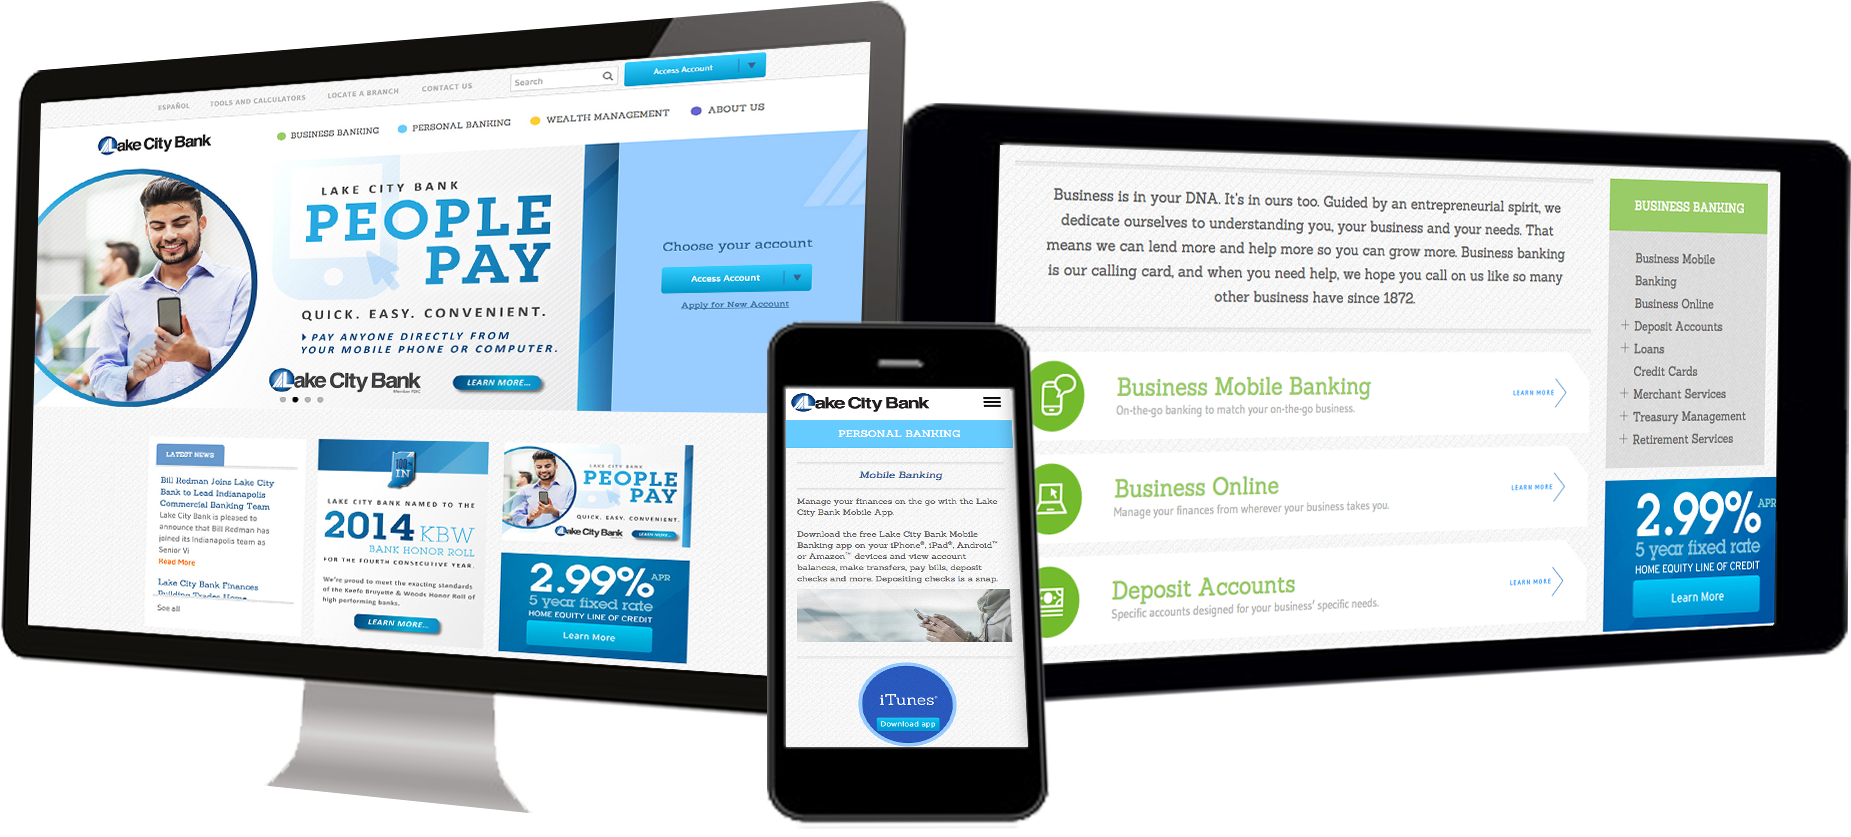 ESPAÑOL
TOOLS AND CALCULATORS
LOCATE A BRANCH
CONTACT US
Search
Access Account
Lake City Bank
BUSINESS BANKING
PERSONAL BANKING
WEALTH MANAGEMENT
ABOUT US
LAKE CITY BANK
PEOPLE
PAY
QUICK. EASY. CONVENIENT.
PAY ANYONE DIRECTLY FROM
YOUR MOBILE PHONE OR COMPUTER.
Lake City Bank
Member FDIC
LEARN MORE...
Choose your account
Access Account
Apply for New Account
LATEST NEWS
Bill Redman Joins Lake City
Bank to Lead Indianapolis
Commercial Banking Team
Lake City Bank is pleased to
announce that Bill Redman has
joined its Indianapolis team as
Senior Vi
Read More
Lake City Bank Finances
Building Trades Home
See all
100%
IN
LAKE CITY BANK NAMED TO THE
2014 KBW
BANK HONOR ROLL
FOR THE FOURTH CONSECUTIVE YEAR.
We're proud to meet the exacting standards
of the Keefe Bruyette & Woods Honor Roll of
high performing banks.
LEARN MORE...
LAKE CITY BANK
PEOPLE
PAY
QUICK. EASY. CONVENIENT.
Lake City Bank
LEARN MORE...
2.99% APR
5 year fixed rate
HOME EQUITY LINE OF CREDIT
Learn More
Lake City Bank
PERSONAL BANKING
Mobile Banking
Manage your finances on the go with the Lake
City Bank Mobile App.
Download the free Lake City Bank Mobile
Banking app on your iPhone®, iPad®, Android™
or Amazon™ devices and view account
balances, make transfers, pay bills, deposit
checks and more. Depositing checks is a snap.
iTunes®
Download app
Business is in your DNA. It's in ours too. Guided by an entrepreneurial spirit, we
dedicate ourselves to understanding you, your business and your needs. That
means we can lend more and help more so you can grow more. Business banking
is our calling card, and when you need help, we hope you call on us like so many
other business have since 1872.
Business Mobile Banking
On-the-go banking to match your on-the-go business.
LEARN MORE
Business Online
Manage your finances from wherever your business takes you.
LEARN MORE
Deposit Accounts
Specific accounts designed for your business' specific needs.
LEARN MORE
BUSINESS BANKING
Business Mobile
Banking
Business Online
+ Deposit Accounts
+ Loans
Credit Cards
+ Merchant Services
+ Treasury Management
+ Retirement Services
2.99% APR
5 year fixed rate
HOME EQUITY LINE OF CREDIT
Learn More